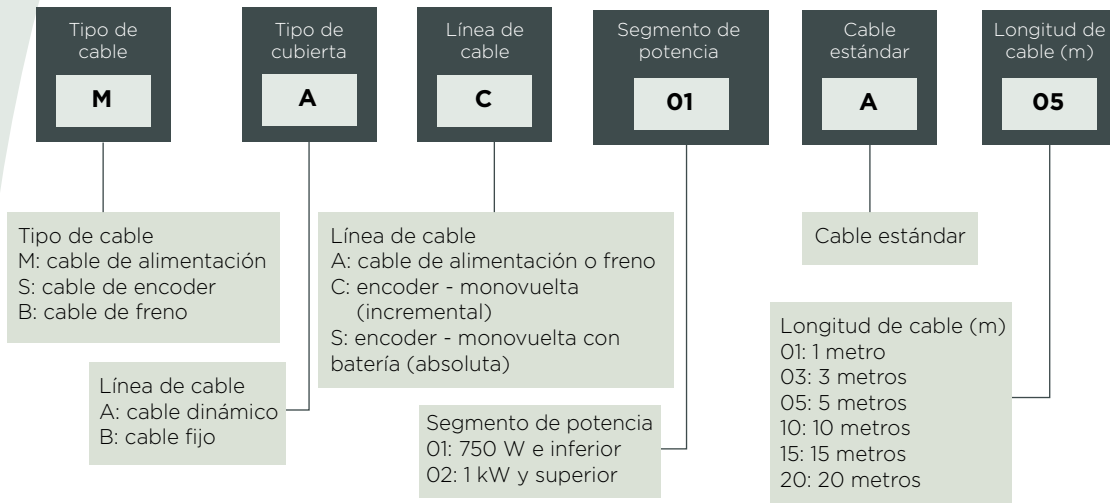 Tipo de
cable
M
Tipo de
cubierta
A
Línea de
cable
C
Segmento de
potencia
01
Cable
estándar
A
Longitud de
cable (m)
05
Tipo de cable
M: cable de alimentación
S: cable de encoder
B: cable de freno
Línea de cable
A: cable dinámico
B: cable fijo
Línea de cable
A: cable de alimentación o freno
C: encoder - monovuelta
(incremental)
S: encoder - monovuelta con
batería (absoluta)
Segmento de potencia
01: 750 W e inferior
02: 1 kW y superior
Cable estándar
Longitud de cable (m)
01: 1 metro
03: 3 metros
05: 5 metros
10: 10 metros
15: 15 metros
20: 20 metros